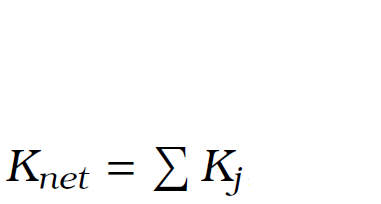 K_net = ∑ K_j